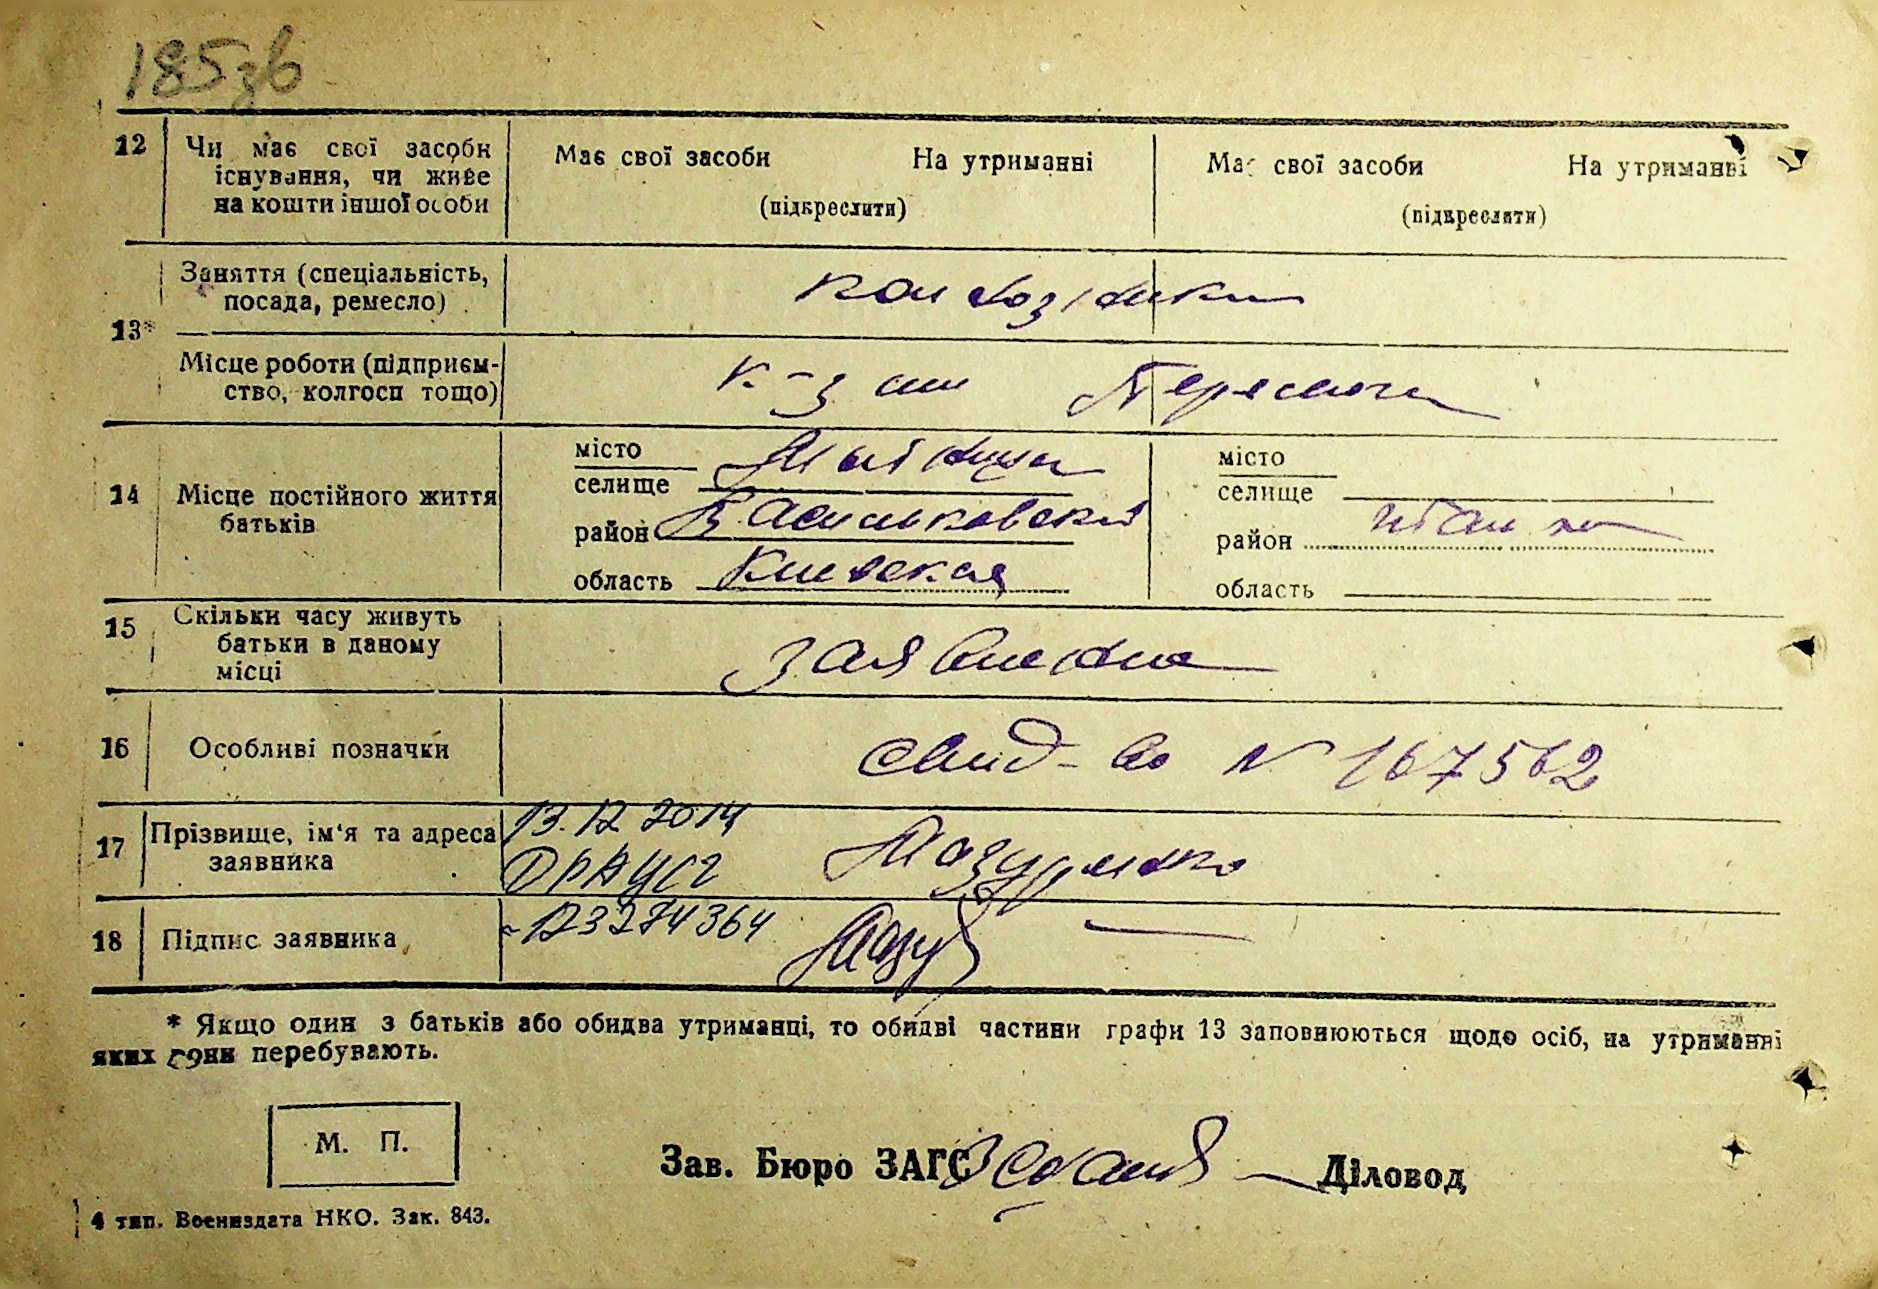 185зв
12 Чи має свої засоби існування, чи живе на кошти іншої особи
Має свої засоби На утриманні
(підкреслити)
Має свої засоби На утриманні
(підкреслити)
13* Заняття (спеціальність, посада, ремесло)
колхозники
Місце роботи (підприємство, колгосп тощо)
к-з им
14 Місце постійного життя батьків
місто
селище
район Васильковский
область Киевская
місто
селище
район
область
15 Скільки часу живуть батьки в даному місці
16 Особливі позначки
свид-во N 167562
17 Прізвище, ім'я та адреса заявника
13.12.2014
ДРАЦСГ
Мазуренко
18 Підпис заявника
Мазур
* Якщо один з батьків або обидва утриманці, то обидві частини графи 13 заповнюються щодо осіб, на утриманні
яких вони перебувають.
М. П.
Зав. Бюро ЗАГС Діловод
4 тип. Воениздата НКО. Зак. 843.